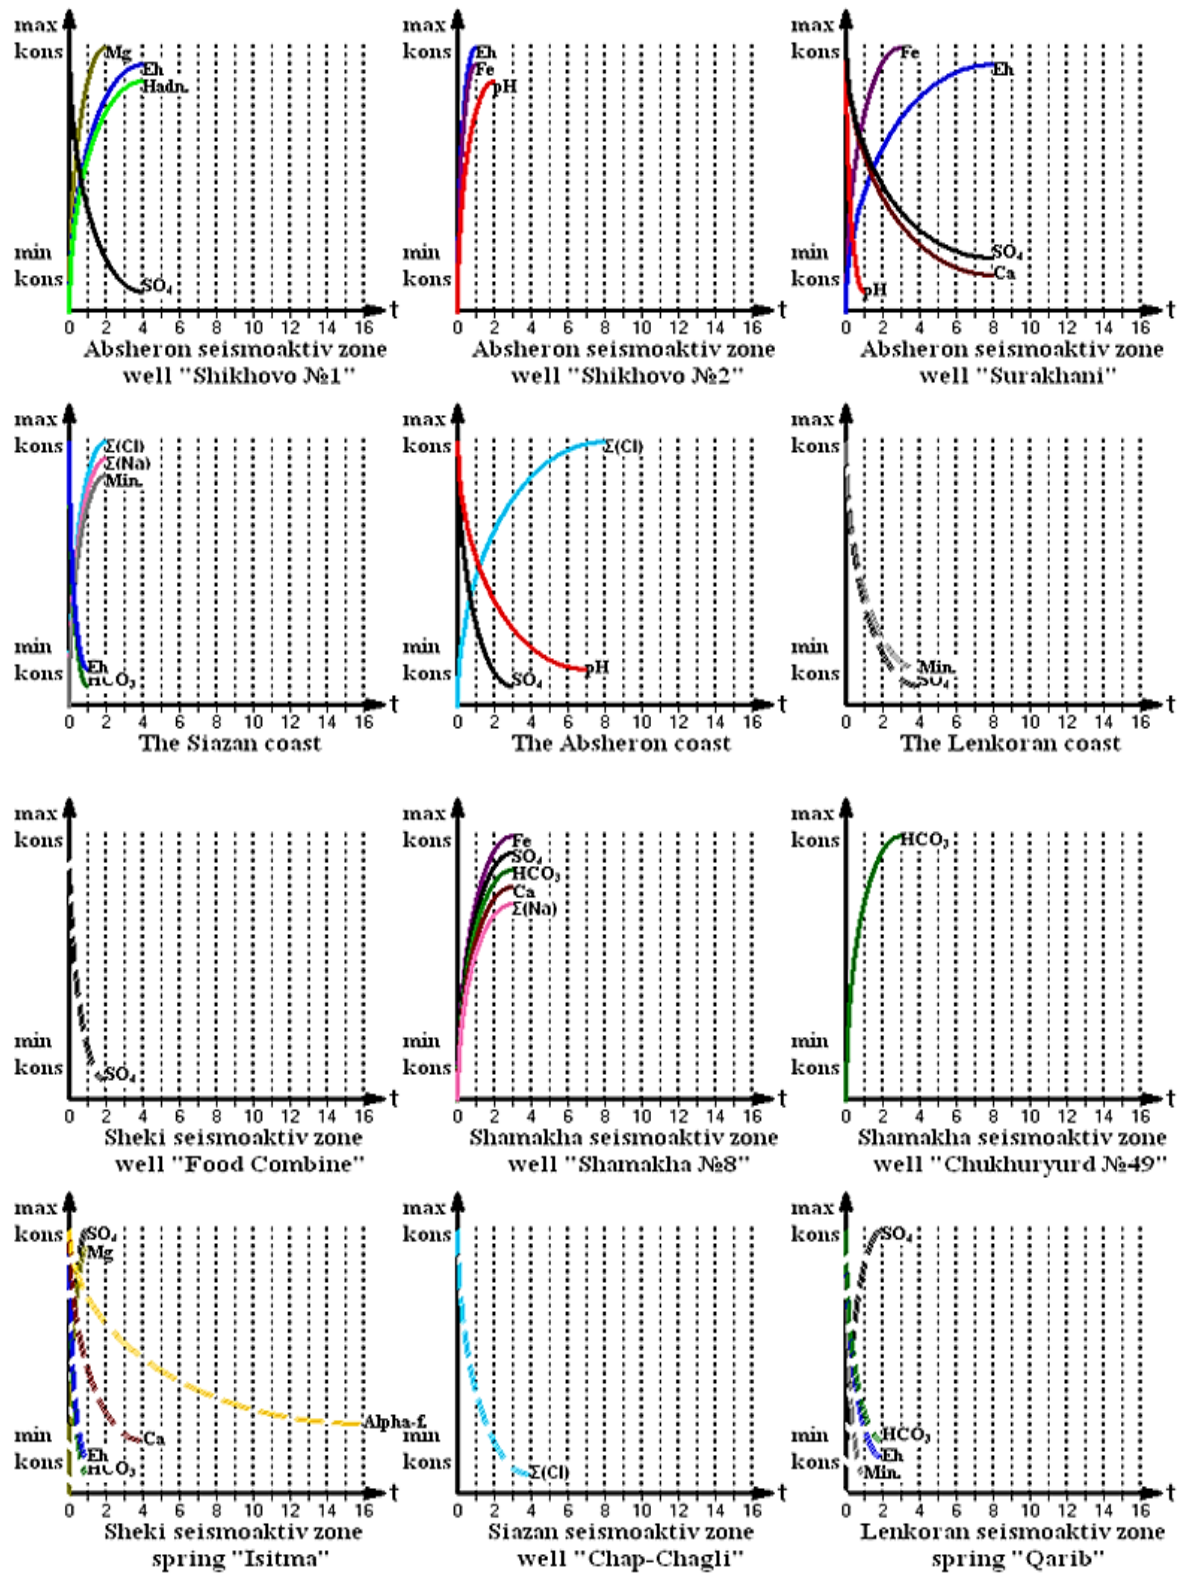 max
kons
Mg
Eh
Hadn.
min
kons
SO₄
t
0 2 4 6 8 10 12 14 16
Absheron seismoaktiv zone
well "Shikhovo №1"
max
kons
Eh
Fe
pH
min
kons
t
0 2 4 6 8 10 12 14 16
Absheron seismoaktiv zone
well "Shikhovo №2"
max
kons
Fe
Eh
min
kons
SO₄
Ca
pH
t
0 2 4 6 8 10 12 14 16
Absheron seismoaktiv zone
well "Surakhani"
max
kons
Σ(Cl)
Σ(Na)
Min.
min
kons
Eh
HCO₃
t
0 2 4 6 8 10 12 14 16
The Siazan coast
max
kons
Σ(Cl)
min
kons
pH
SO₄
t
0 2 4 6 8 10 12 14 16
The Absheron coast
max
kons
min
kons
Min.
SO₄
t
0 2 4 6 8 10 12 14 16
The Lenkoran coast
max
kons
min
kons
SO₄
t
0 2 4 6 8 10 12 14 16
Sheki seismoaktiv zone
well "Food Combine"
max
kons
Fe
SO₄
HCO₃
Ca
Σ(Na)
min
kons
t
0 2 4 6 8 10 12 14 16
Shamakha seismoaktiv zone
well "Shamakha №8"
max
kons
HCO₃
min
kons
t
0 2 4 6 8 10 12 14 16
Shamakha seismoaktiv zone
well "Chukhuryurd №49"
max
kons
SO₄
Mg
Alpha-f.
min
kons
Ca
Eh
HCO₃
t
0 2 4 6 8 10 12 14 16
Sheki seismoaktiv zone
spring "Isitma"
max
kons
min
kons
Σ(Cl)
t
0 2 4 6 8 10 12 14 16
Siazan seismoaktiv zone
well "Chap-Chagli"
max
kons
SO₄
min
kons
HCO₃
Eh
Min.
t
0 2 4 6 8 10 12 14 16
Lenkoran seismoaktiv zone
spring "Qarib"